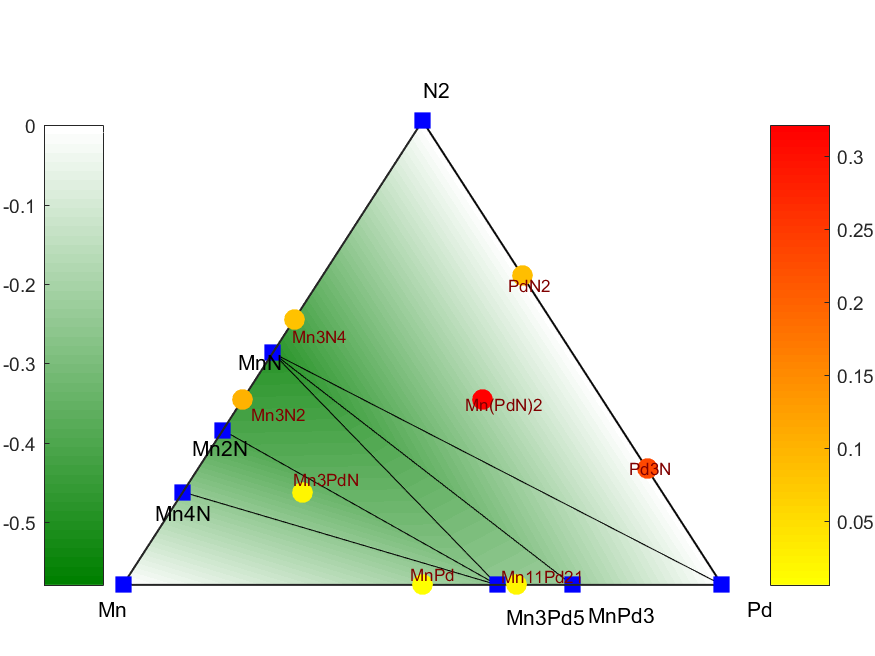 N2
0
-0.1
-0.2
-0.3
-0.4
-0.5
0.3
0.25
0.2
0.15
0.1
0.05
PdN2
Mn3N4
MnN
Mn(PdN)2
Mn3N2
Mn2N
Pd3N
Mn3PdN
Mn4N
MnPd
Mn11Pd21
Mn
Mn3Pd5
MnPd3
Pd